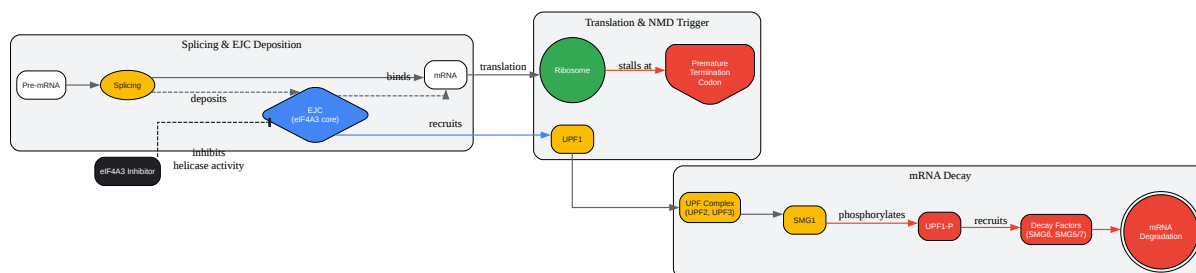 Splicing & EJC Deposition
Pre-mRNA
Splicing
binds
mRNA
deposits
EJC
(eIF4A3 core)
inhibits
helicase activity
eIF4A3 Inhibitor
translation
recruits
Translation & NMD Trigger
Ribosome
stalls at
Premature
Termination
Codon
UPF1
mRNA Decay
UPF Complex
(UPF2, UPF3)
SMG1
phosphorylates
UPF1-P
recruits
Decay Factors
(SMG6, SMG5/7)
mRNA
Degradation